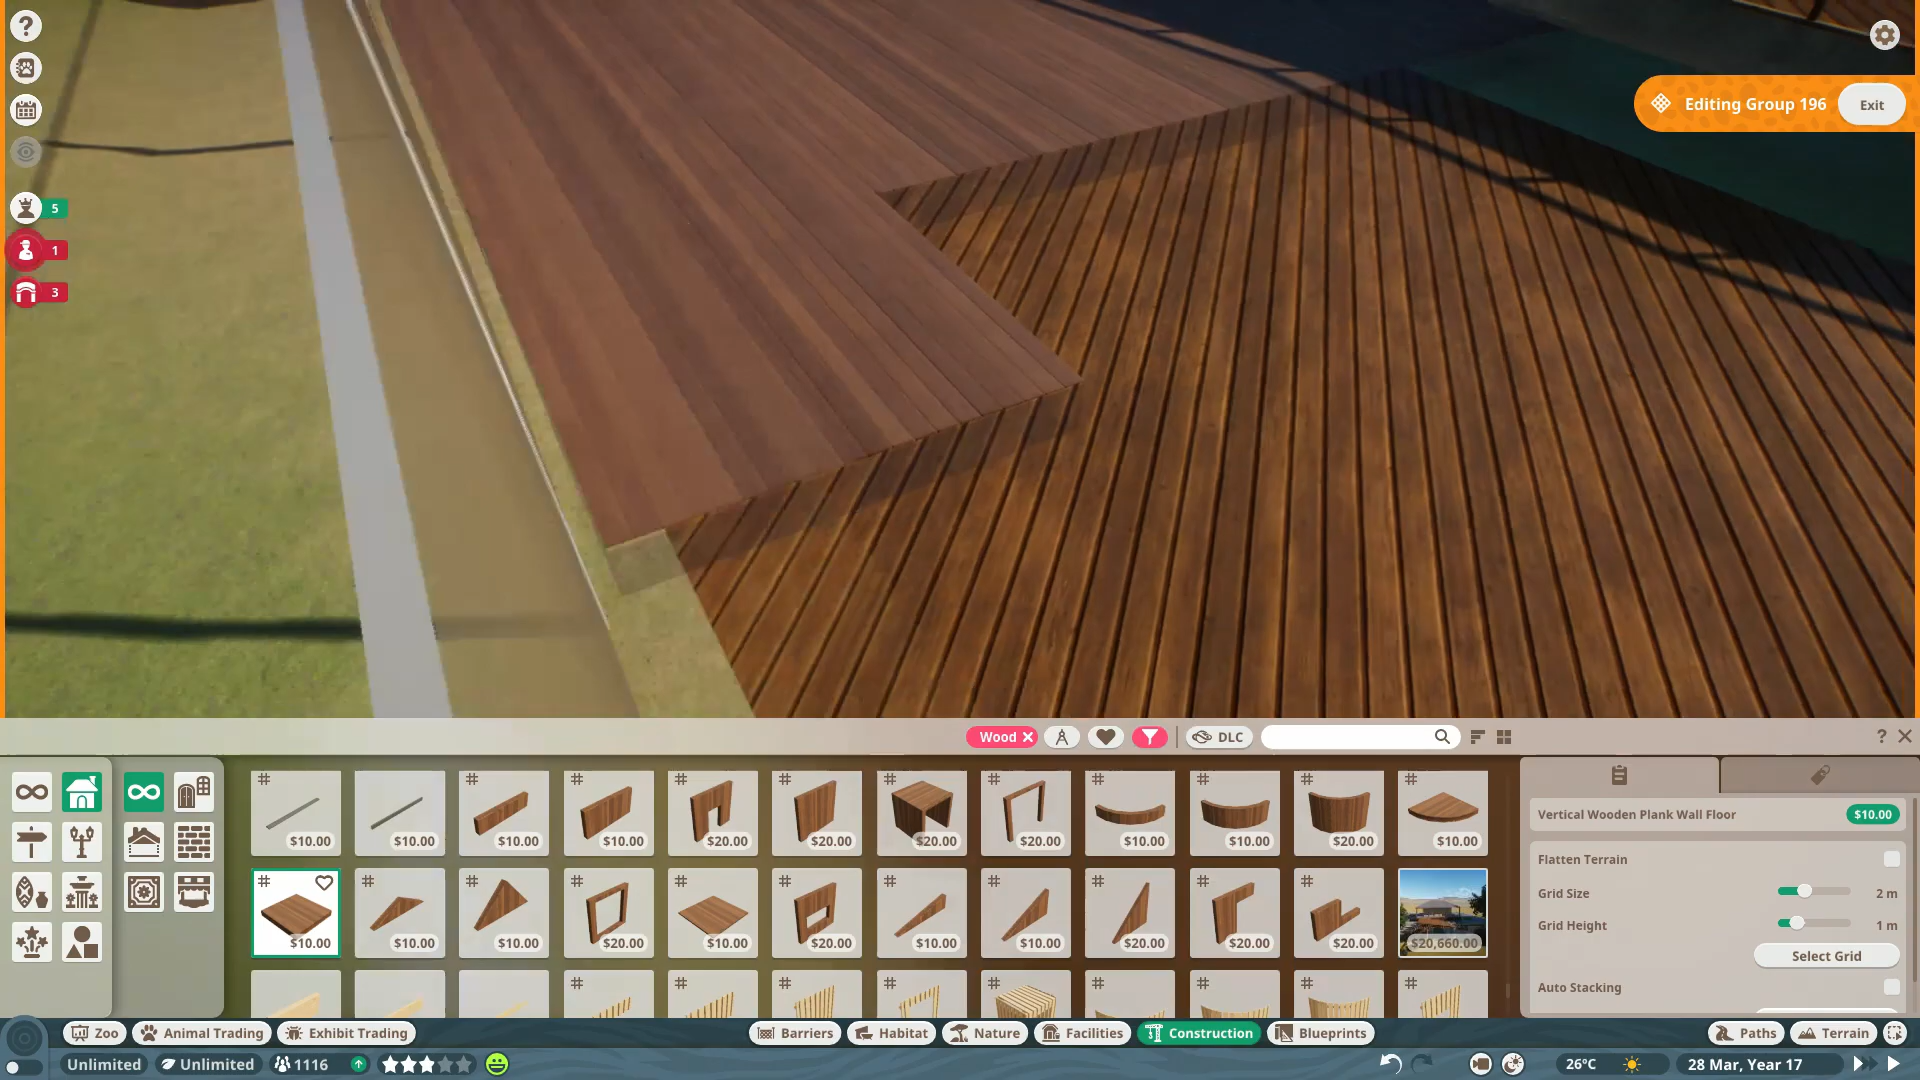 Editing Group 196 Exit
5
1
3
Wood DLC
$10.00 $10.00 $10.00 $10.00 $20.00 $20.00 $20.00 $20.00 $10.00 $10.00 $20.00 $10.00
$10.00 $10.00 $10.00 $20.00 $10.00 $20.00 $10.00 $10.00 $20.00 $20.00 $20.00 $20,660.00
Vertical Wooden Plank Wall Floor $10.00
Flatten Terrain
Grid Size 2 m
Grid Height 1 m
Select Grid
Auto Stacking
Zoo Animal Trading Exhibit Trading Barriers Habitat Nature Facilities Construction Blueprints Paths Terrain
Unlimited Unlimited 1116 26°C 28 Mar, Year 17